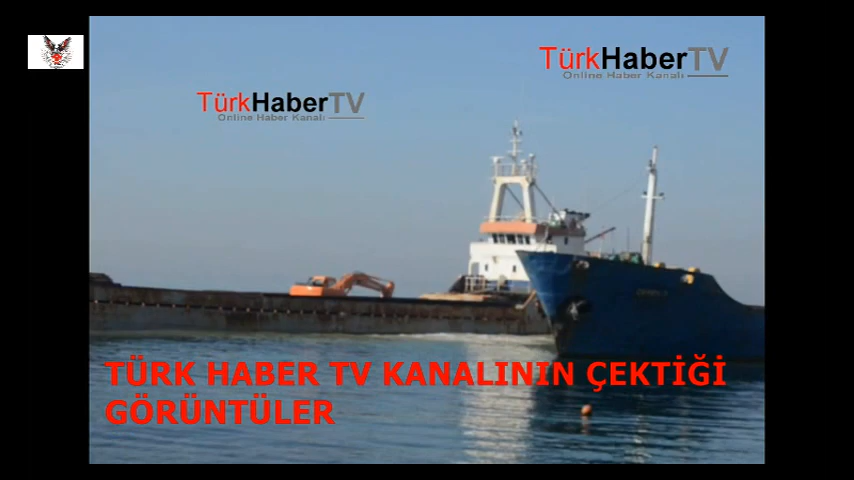 TürkHaberTV
Online Haber Kanalı
TürkHaberTV
Online Haber Kanalı
TÜRK HABER TV KANALININ ÇEKTİĞİ
GÖRÜNTÜLER